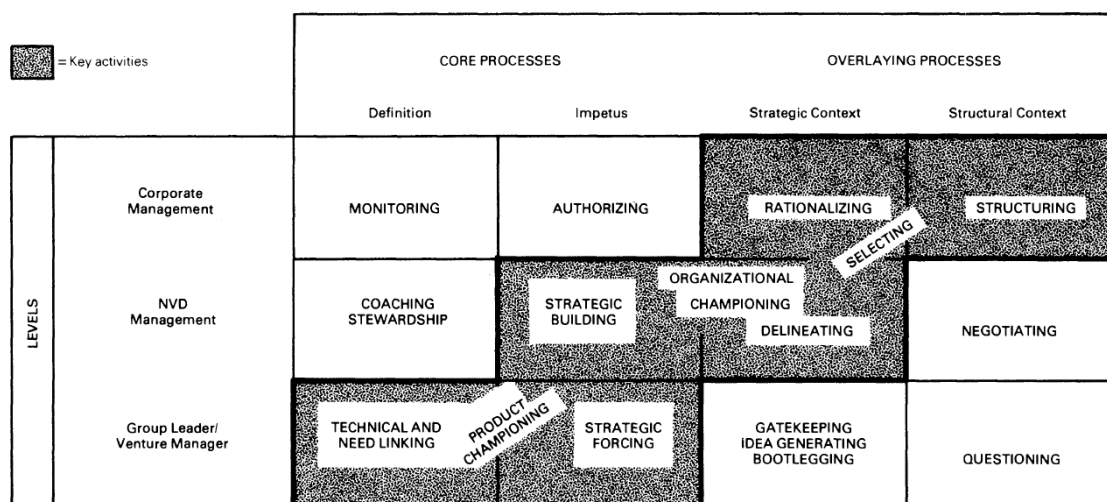 = Key activities
CORE PROCESSES
OVERLAYING PROCESSES
Definition
Impetus
Strategic Context
Structural Context
LEVELS
Corporate
Management
MONITORING
AUTHORIZING
RATIONALIZING
STRUCTURING
SELECTING
NVD
Management
COACHING
STEWARDSHIP
STRATEGIC
BUILDING
ORGANIZATIONAL
CHAMPIONING
DELINEATING
NEGOTIATING
Group Leader/
Venture Manager
TECHNICAL AND
NEED LINKING
PRODUCT
CHAMPIONING
STRATEGIC
FORCING
GATEKEEPING
IDEA GENERATING
BOOTLEGGING
QUESTIONING